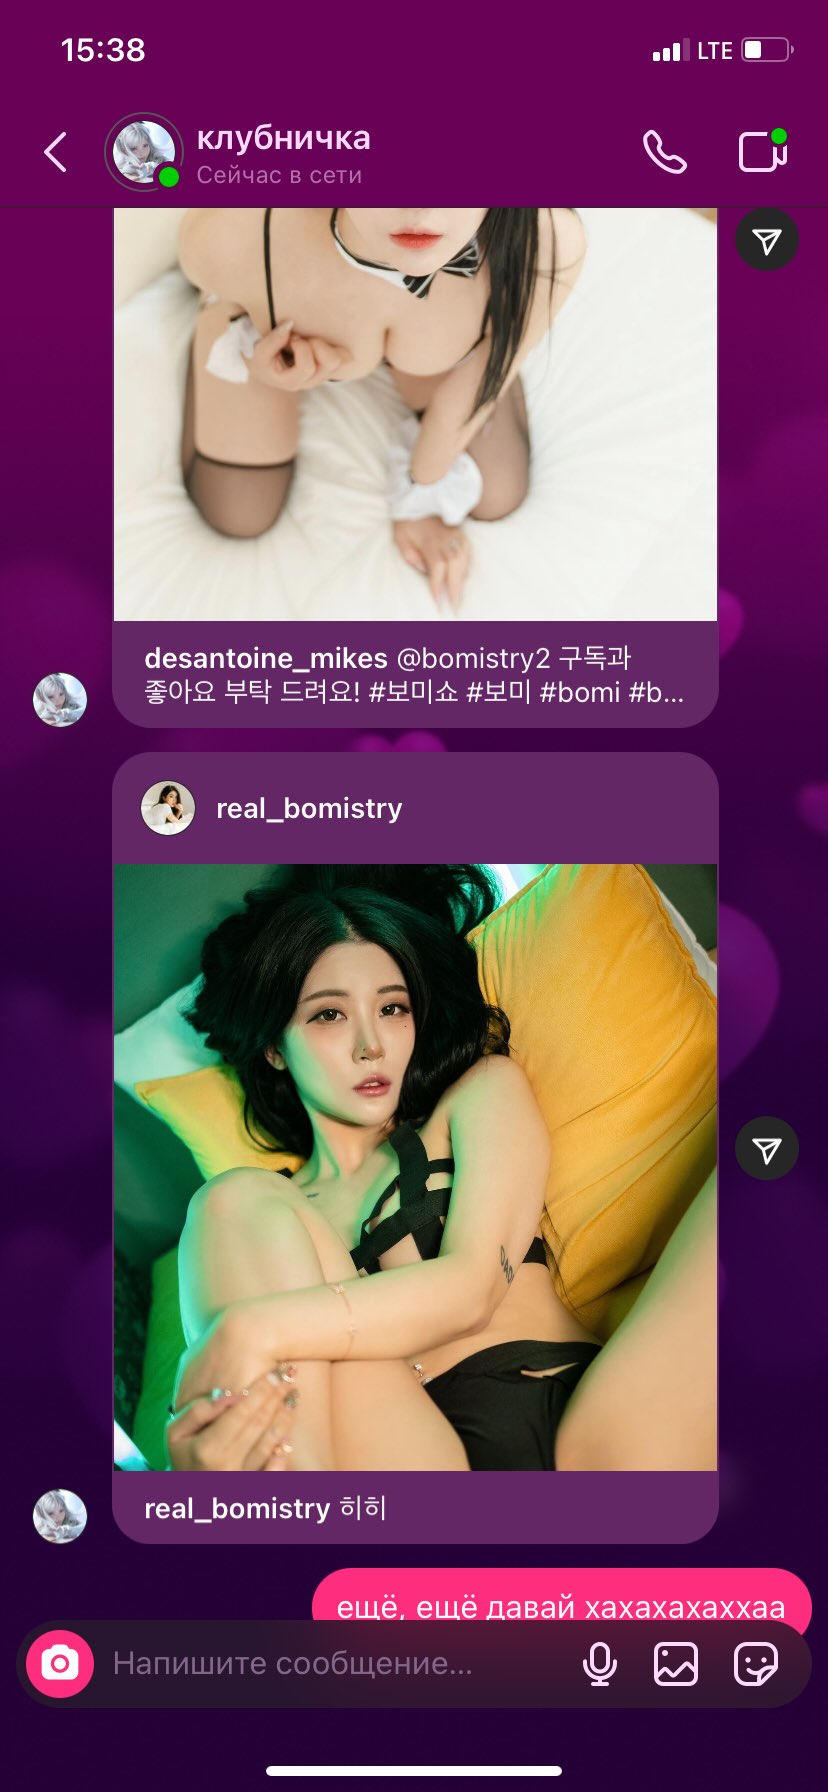 15:38
LTE
клубничка
Сейчас в сети
desantoine_mikes @bomistry2 구독과
좋아요 부탁 드려요! #보미쇼 #보미 #bomi #b...
real_bomistry
real_bomistry 히히
ещё, ещё давай хахахахаххаа
Напишите сообщение...